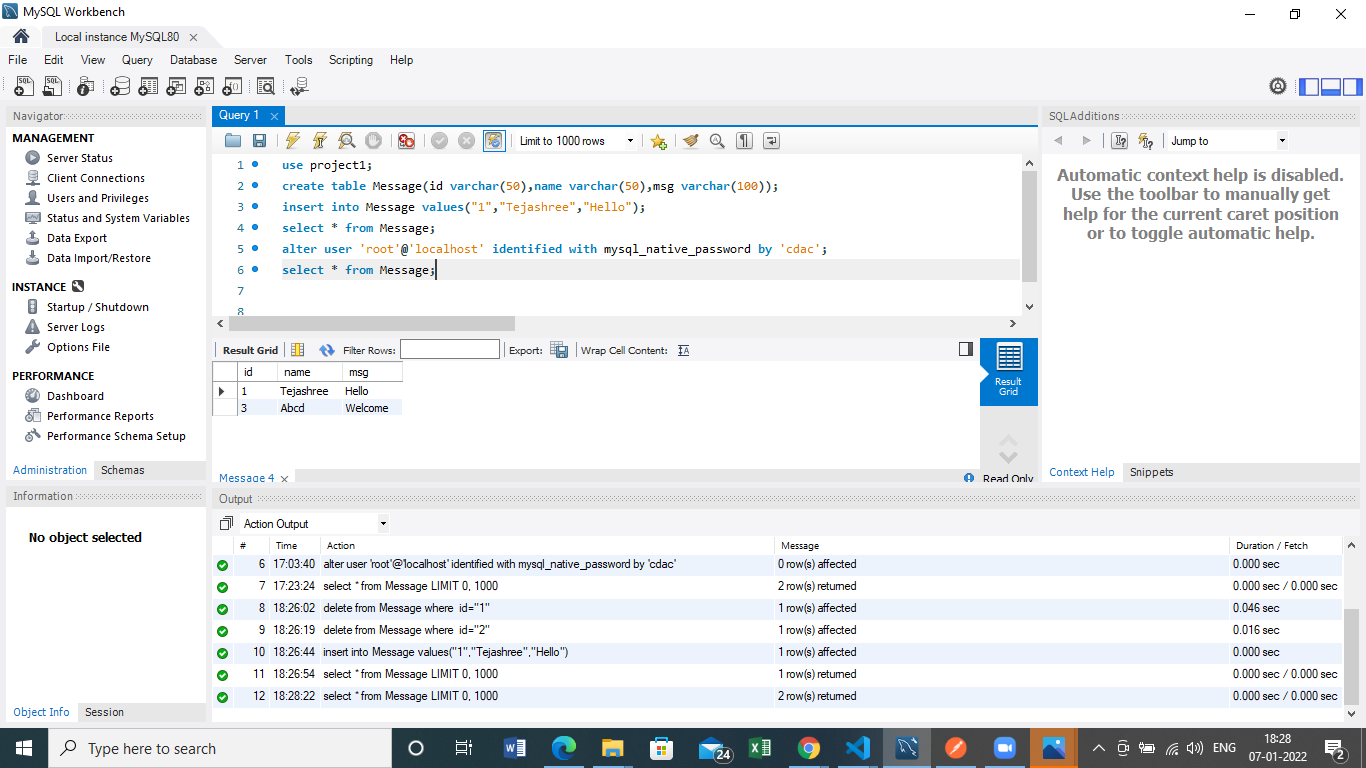 MySQL Workbench
Local instance MySQL80
File Edit View Query Database Server Tools Scripting Help
Navigator
MANAGEMENT
Server Status
Client Connections
Users and Privileges
Status and System Variables
Data Export
Data Import/Restore
INSTANCE
Startup / Shutdown
Server Logs
Options File
PERFORMANCE
Dashboard
Performance Reports
Performance Schema Setup
Administration Schemas
Information
No object selected
Object Info Session
Query 1
Limit to 1000 rows
1 use project1;
2 create table Message(id varchar(50),name varchar(50),msg varchar(100));
3 insert into Message values("1","Tejashree","Hello");
4 select * from Message;
5 alter user 'root'@'localhost' identified with mysql_native_password by 'cdac';
6 select * from Message;
7
8
Result Grid Filter Rows: Export: Wrap Cell Content:
id name msg
1 Tejashree Hello
3 Abcd Welcome
Result Grid
Message 4
Read Only
SQLAdditions
Jump to
Automatic context help is disabled.
Use the toolbar to manually get
help for the current caret position
or to toggle automatic help.
Context Help Snippets
Output
Action Output
# Time Action Message Duration / Fetch
6 17:03:40 alter user 'root'@'localhost' identified with mysql_native_password by 'cdac' 0 row(s) affected 0.000 sec
7 17:23:24 select * from Message LIMIT 0, 1000 2 row(s) returned 0.000 sec / 0.000 sec
8 18:26:02 delete from Message where id="1" 1 row(s) affected 0.046 sec
9 18:26:19 delete from Message where id="2" 1 row(s) affected 0.016 sec
10 18:26:44 insert into Message values("1","Tejashree","Hello") 1 row(s) affected 0.000 sec
11 18:26:54 select * from Message LIMIT 0, 1000 1 row(s) returned 0.000 sec / 0.000 sec
12 18:28:22 select * from Message LIMIT 0, 1000 2 row(s) returned 0.000 sec / 0.000 sec
Type here to search
24
ENG
18:28
07-01-2022
2